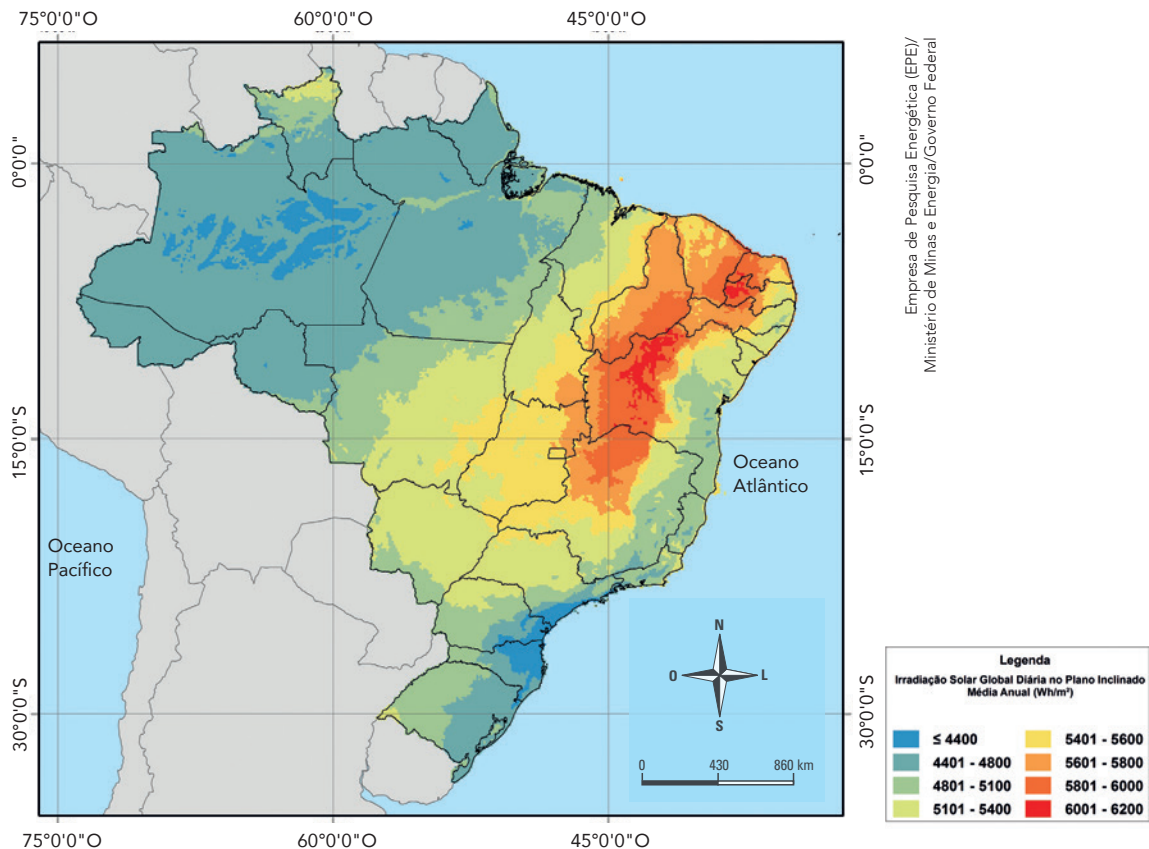 75°0'0"O 60°0'0"O 45°0'0"O
0°0'0"
15°0'0"S
30°0'0"S
0°0'0"
15°0'0"S
30°0'0"S
Oceano
Pacífico
Oceano
Atlântico
N
O
L
S
0 430 860 km
75°0'0"O 60°0'0"O 45°0'0"O
Empresa de Pesquisa Energética (EPE)/
Ministério de Minas e Energia/Governo Federal
Legenda
Irradiação Solar Global Diária no Plano Inclinado
Média Anual (Wh/m²)
≤ 4400
4401 - 4800
4801 - 5100
5101 - 5400
5401 - 5600
5601 - 5800
5801 - 6000
6001 - 6200